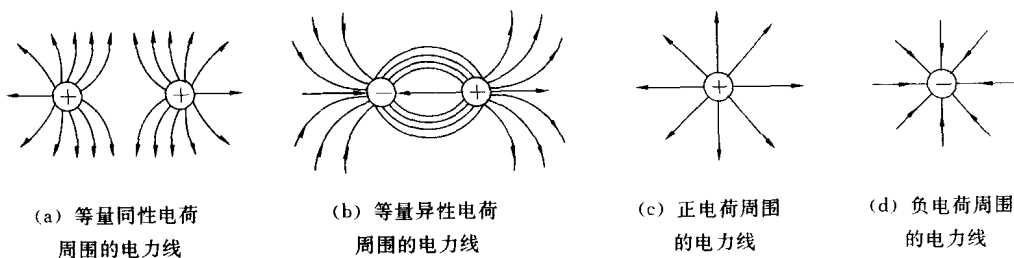 (a) 等量同性电荷
周围的电力线
(b) 等量异性电荷
周围的电力线
(c) 正电荷周围
的电力线
(d) 负电荷周围
的电力线